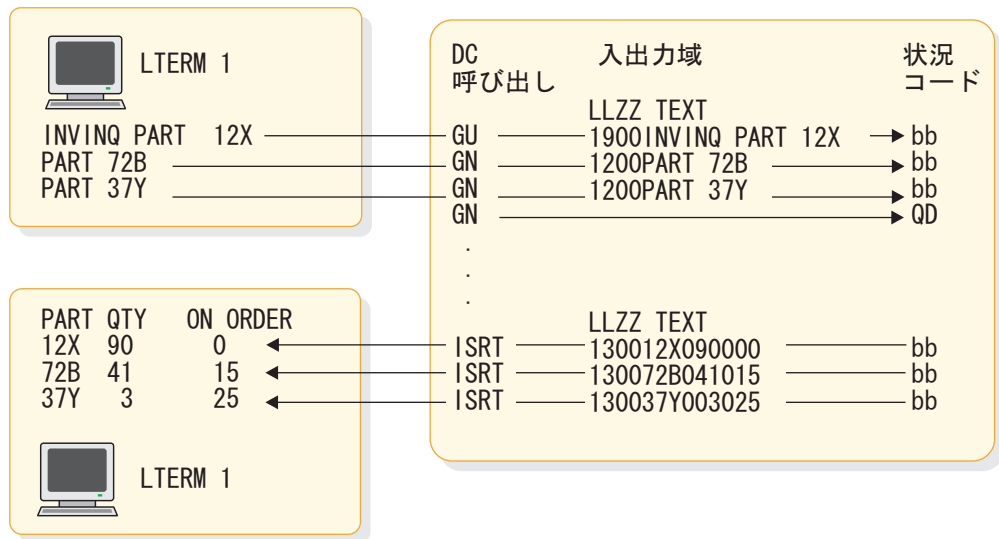 LTERM 1
INVINQ PART 12X
PART 72B
PART 37Y
DC 呼び出し 入出力域 状況コード
LLZZ TEXT
GU 1900INVINQ PART 12X bb
GN 1200PART 72B bb
GN 1200PART 37Y bb
GN QD
.
.
.
PART QTY ON ORDER
12X 90 0
72B 41 15
37Y 3 25
LTERM 1
LLZZ TEXT
ISRT 130012X090000 bb
ISRT 130072B041015 bb
ISRT 130037Y003025 bb